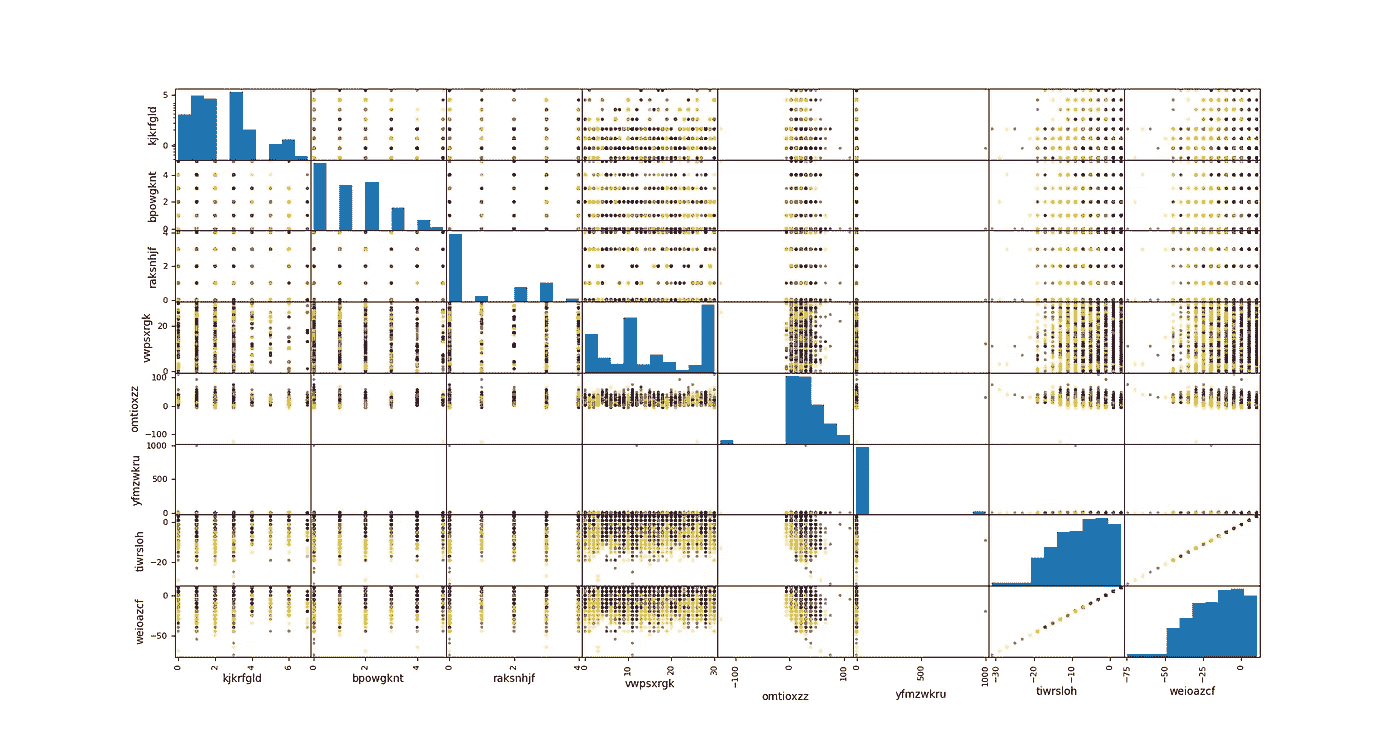 kjkrfgld
5
0
bpowgknt
4
2
0
raksnhjf
2
0
vwpsxrgk
20
0
omtioxzz
100
0
−100
yfmzwkru
1000
500
0
tiwrsloh
0
−20
weioazcf
0
−50
0 2 4 6 0 2 4 0 2 4 0 10 20 30 −100 0 100 0 500 1000 −30 −20 −10 0 −75 −50 −25 0
kjkrfgld bpowgknt raksnhjf vwpsxrgk omtioxzz yfmzwkru tiwrsloh weioazcf